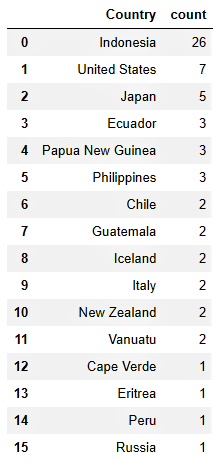 Country count
0 Indonesia 26
1 United States 7
2 Japan 5
3 Ecuador 3
4 Papua New Guinea 3
5 Philippines 3
6 Chile 2
7 Guatemala 2
8 Iceland 2
9 Italy 2
10 New Zealand 2
11 Vanuatu 2
12 Cape Verde 1
13 Eritrea 1
14 Peru 1
15 Russia 1